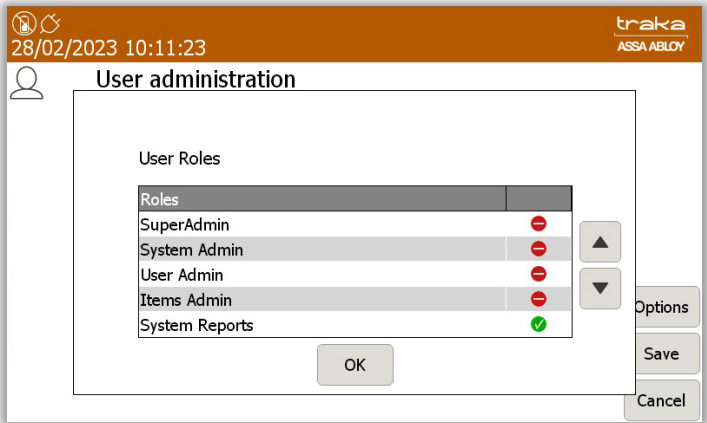 traka
28/02/2023 10:11:23
ASSA ABLOY
User administration
User Roles
Roles
SuperAdmin
System Admin
User Admin
Items Admin
System Reports
OK
Options
Save
Cancel